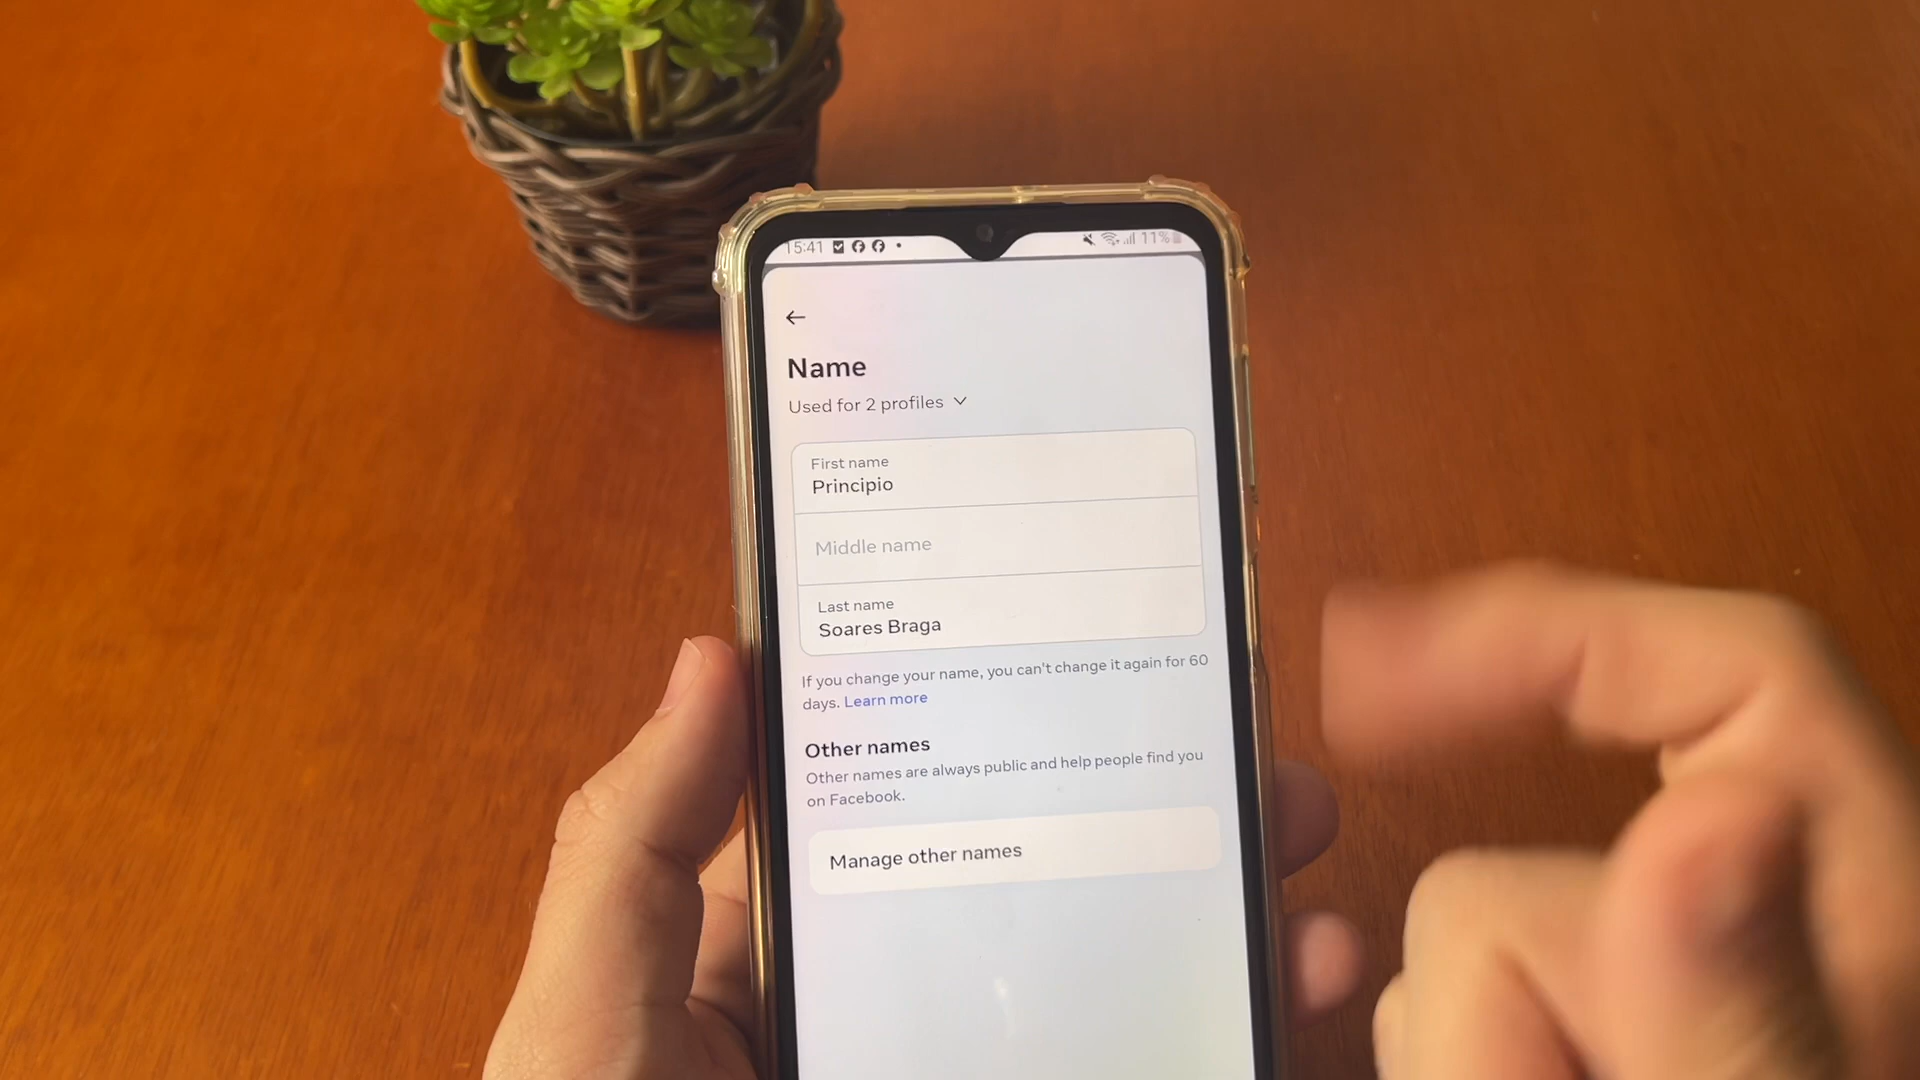 15:41
11%
Name
Used for 2 profiles
First name
Principio
Middle name
Last name
Soares Braga
If you change your name, you can't change it again for 60
days. Learn more
Other names
Other names are always public and help people find you
on Facebook.
Manage other names